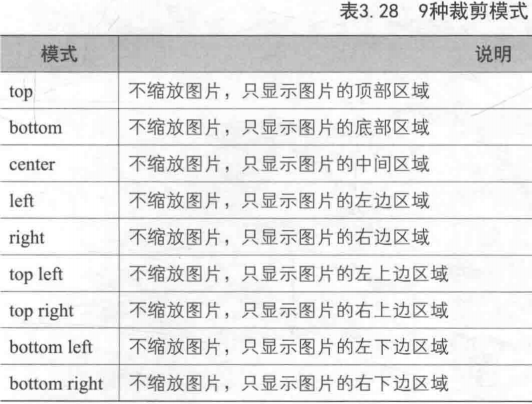 表3.28 9种裁剪模式
模式 说明
top 不缩放图片，只显示图片的顶部区域
bottom 不缩放图片，只显示图片的底部区域
center 不缩放图片，只显示图片的中间区域
left 不缩放图片，只显示图片的左边区域
right 不缩放图片，只显示图片的右边区域
top left 不缩放图片，只显示图片的左上边区域
top right 不缩放图片，只显示图片的右上边区域
bottom left 不缩放图片，只显示图片的左下边区域
bottom right 不缩放图片，只显示图片的右下边区域